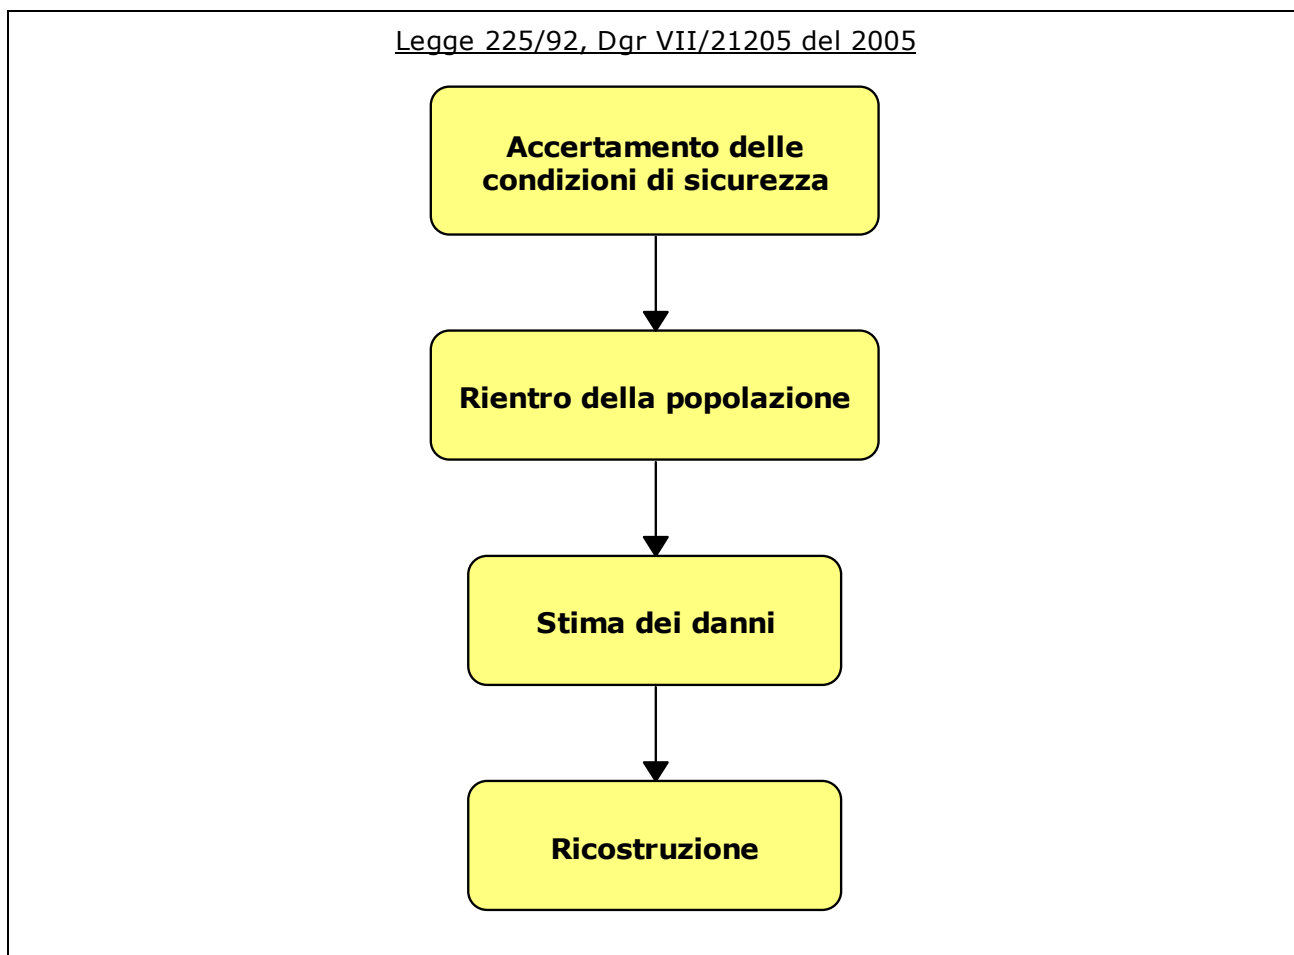 Legge 225/92, Dgr VII/21205 del 2005
Accertamento delle
condizioni di sicurezza
Rientro della popolazione
Stima dei danni
Ricostruzione